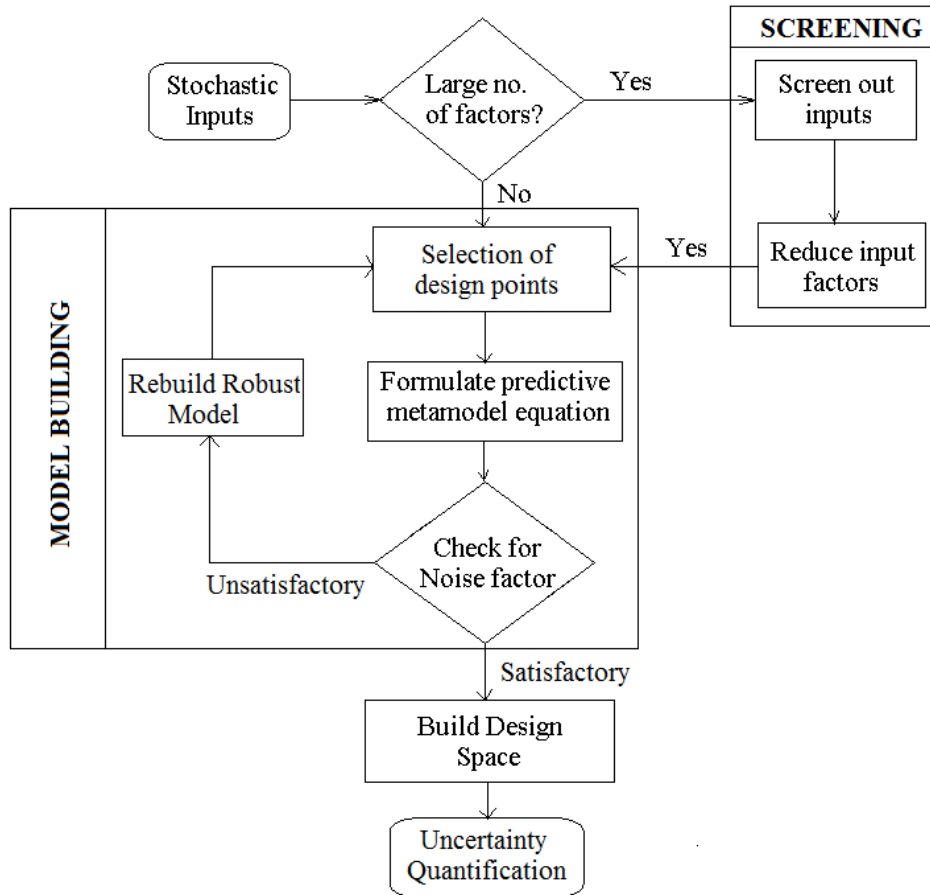 Stochastic
Inputs
Large no.
of factors?
Yes
SCREENING
Screen out
inputs
Reduce input
factors
Yes
No
MODEL BUILDING
Selection of
design points
Formulate predictive
metamodel equation
Rebuild Robust
Model
Check for
Noise factor
Unsatisfactory
Satisfactory
Build Design
Space
Uncertainty
Quantification